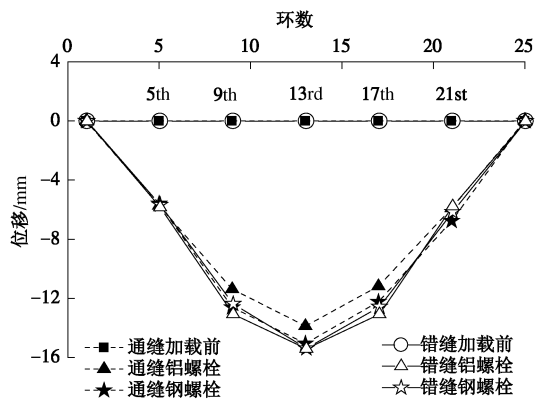 环数
0 5 10 15 20 25
4
5th 9th 13rd 17th 21st
0
-4
-8
-12
-16
位移/mm
通缝加载前
通缝铝螺栓
通缝钢螺栓
错缝加载前
错缝铝螺栓
错缝钢螺栓